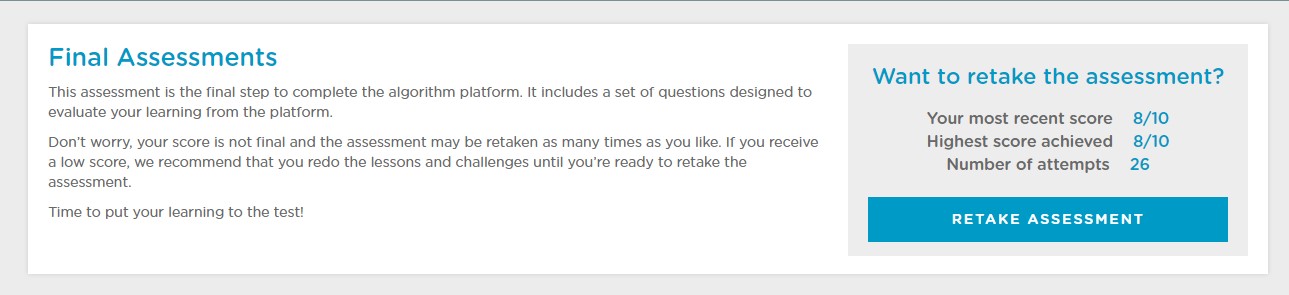 Final Assessments
This assessment is the final step to complete the algorithm platform. It includes a set of questions designed to
evaluate your learning from the platform.
Don't worry, your score is not final and the assessment may be retaken as many times as you like. If you receive
a low score, we recommend that you redo the lessons and challenges until you're ready to retake the
assessment.
Time to put your learning to the test!
Want to retake the assessment?
Your most recent score 8/10
Highest score achieved 8/10
Number of attempts 26
RETAKE ASSESSMENT